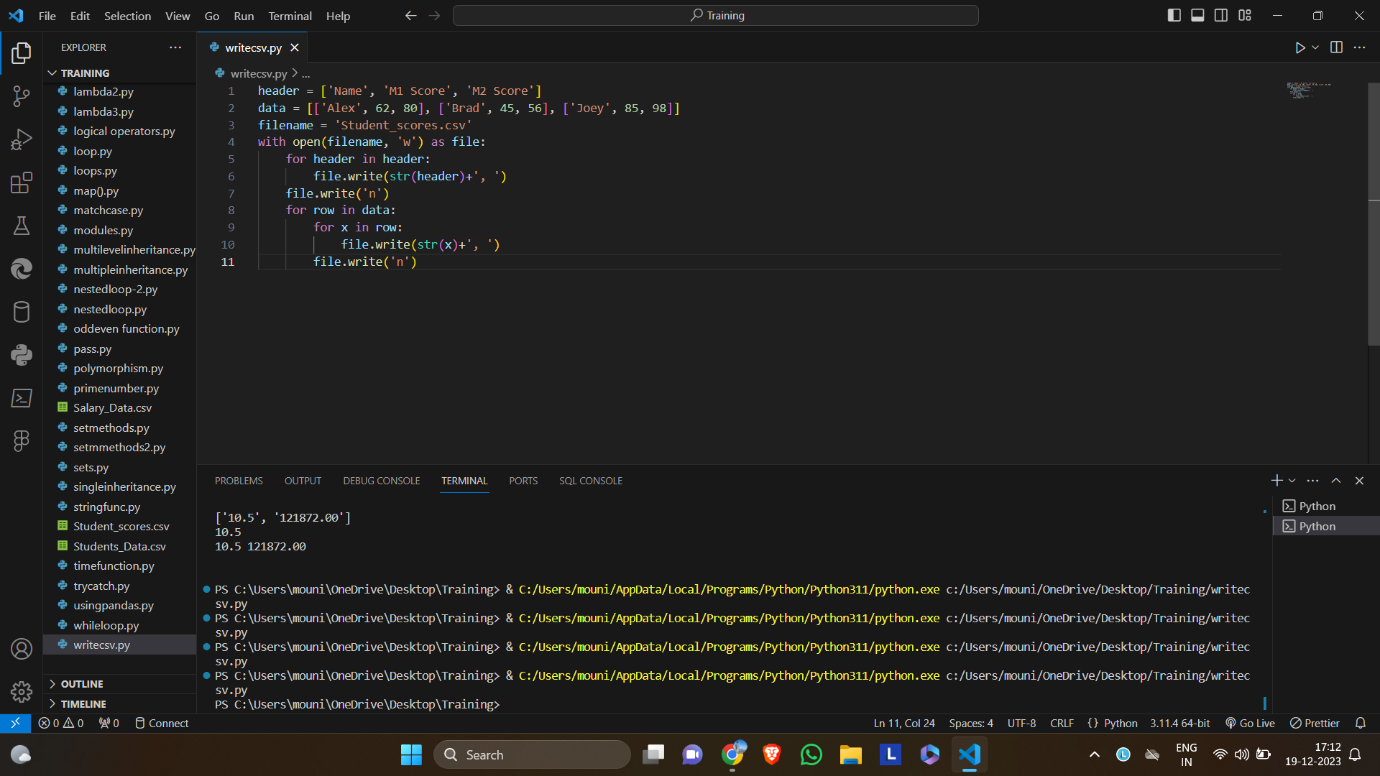 File Edit Selection View Go Run Terminal Help
Training
EXPLORER
TRAINING
lambda2.py
lambda3.py
logical operators.py
loop.py
loops.py
map().py
matchcase.py
modules.py
multilevelinheritance.py
multipleinheritance.py
nestedloop-2.py
nestedloop.py
oddeven function.py
pass.py
polymorphism.py
primenumber.py
Salary_Data.csv
setmethods.py
setmmethods2.py
sets.py
singleinheritance.py
stringfunc.py
Student_scores.csv
Students_Data.csv
timefunction.py
trycatch.py
usingpandas.py
whileloop.py
writecsv.py
OUTLINE
TIMELINE
writecsv.py
writecsv.py > ...
1 header = ['Name', 'M1 Score', 'M2 Score']
2 data = [['Alex', 62, 80], ['Brad', 45, 56], ['Joey', 85, 98]]
3 filename = 'Student_scores.csv'
4 with open(filename, 'w') as file:
5 for header in header:
6 file.write(str(header)+', ')
7 file.write('n')
8 for row in data:
9 for x in row:
10 file.write(str(x)+', ')
11 file.write('n')
PROBLEMS OUTPUT DEBUG CONSOLE TERMINAL PORTS SQL CONSOLE
['10.5', '121872.00']
10.5
10.5 121872.00
PS C:\Users\mouni\OneDrive\Desktop\Training> & C:/Users/mouni/AppData/Local/Programs/Python/Python311/python.exe c:/Users/mouni/OneDrive/Desktop/Training/writec
sv.py
PS C:\Users\mouni\OneDrive\Desktop\Training> & C:/Users/mouni/AppData/Local/Programs/Python/Python311/python.exe c:/Users/mouni/OneDrive/Desktop/Training/writec
sv.py
PS C:\Users\mouni\OneDrive\Desktop\Training> & C:/Users/mouni/AppData/Local/Programs/Python/Python311/python.exe c:/Users/mouni/OneDrive/Desktop/Training/writec
sv.py
PS C:\Users\mouni\OneDrive\Desktop\Training> & C:/Users/mouni/AppData/Local/Programs/Python/Python311/python.exe c:/Users/mouni/OneDrive/Desktop/Training/writec
sv.py
PS C:\Users\mouni\OneDrive\Desktop\Training>
Python
Python
0 0 0 Connect
Ln 11, Col 24 Spaces: 4 UTF-8 CRLF {} Python 3.11.4 64-bit Go Live Prettier
Search
L
L
ENG
IN
17:12
19-12-2023